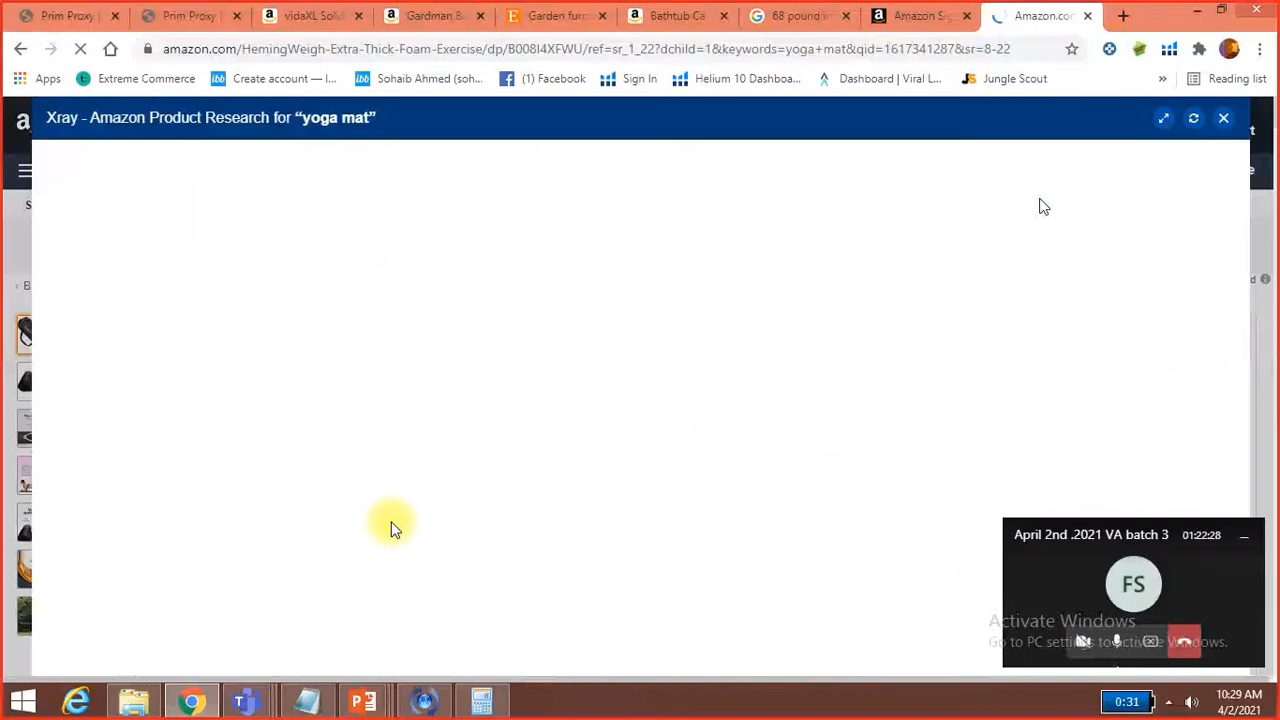 Prim Proxy
Prim Proxy
vidaXL Soli
Gardman B
Garden furn
Bathtub Ca
68 pound
Amazon Sig
Amazon.co
amazon.com/HemingWeigh-Extra-Thick-Foam-Exercise/dp/B008I4XFWU/ref=sr_1_22?dchild=1&keywords=yoga+mat&qid=1617341287&sr=8-22
Apps
Extreme Commerce
Create account — I...
Sohaib Ahmed (soh...
(1) Facebook
Sign In
Helium 10 Dashboa...
Dashboard | Viral L...
Jungle Scout
»
Reading list
Xray - Amazon Product Research for “yoga mat”
April 2nd .2021 VA batch 3
01:22:28
FS
Activate Windows
Go to PC settings to activate Windows.
0:31
10:29 AM
4/2/2021